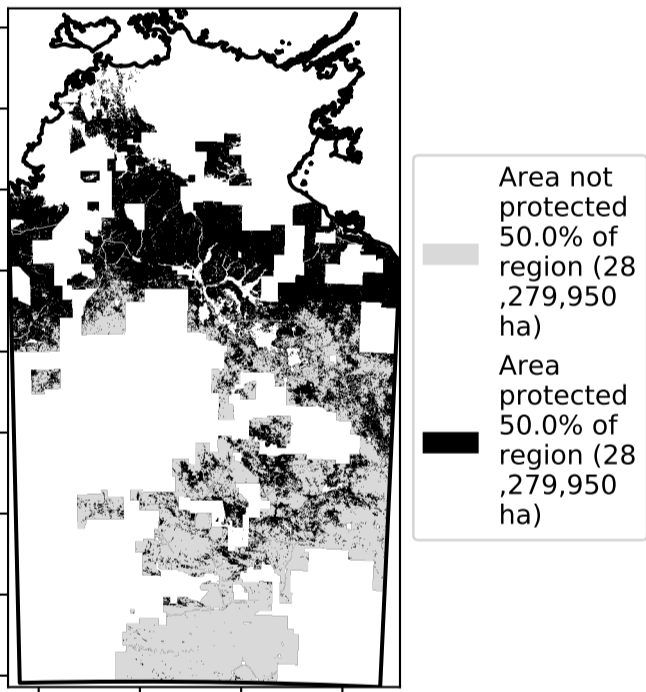 Area not
protected
50.0% of
region (28
,279,950
ha)
Area
protected
50.0% of
region (28
,279,950
ha)